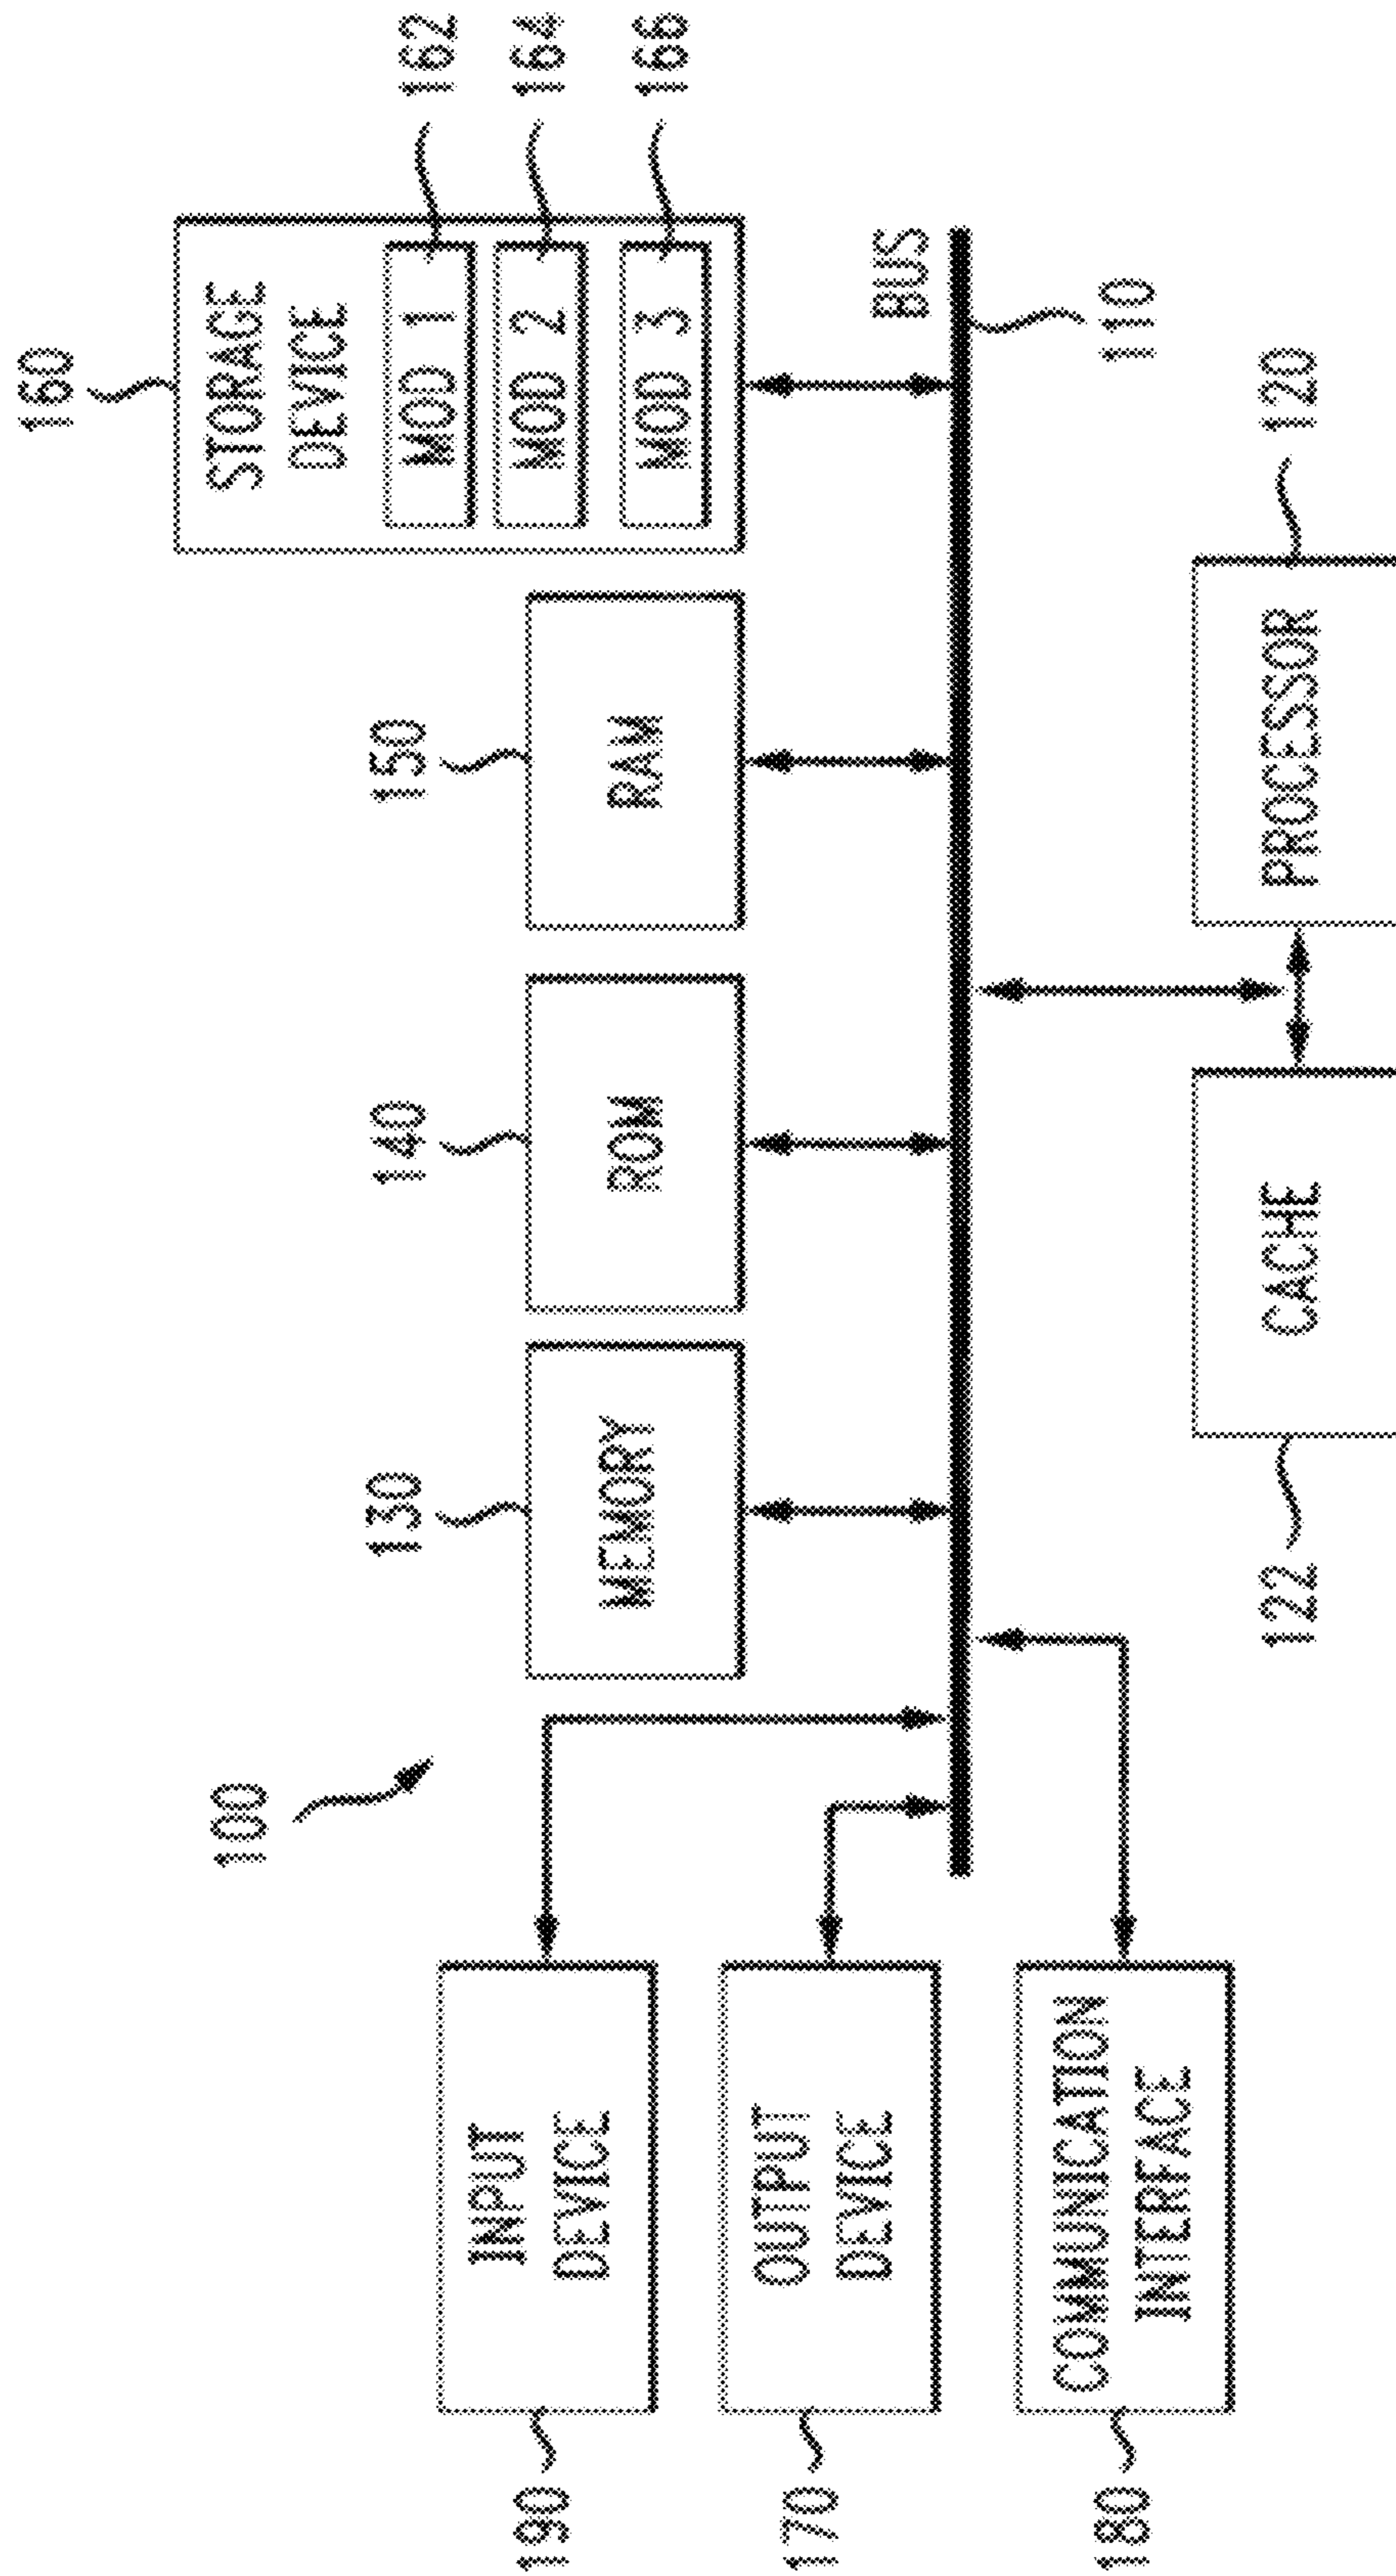 160
STORAGE
DEVICE
MOD 1
162
MOD 2
164
MOD 3
166
150
RAM
140
ROM
130
MEMORY
100
190
INPUT
DEVICE
170
OUTPUT
DEVICE
180
COMMUNICATION
INTERFACE
BUS
110
122
CACHE
PROCESSOR
120